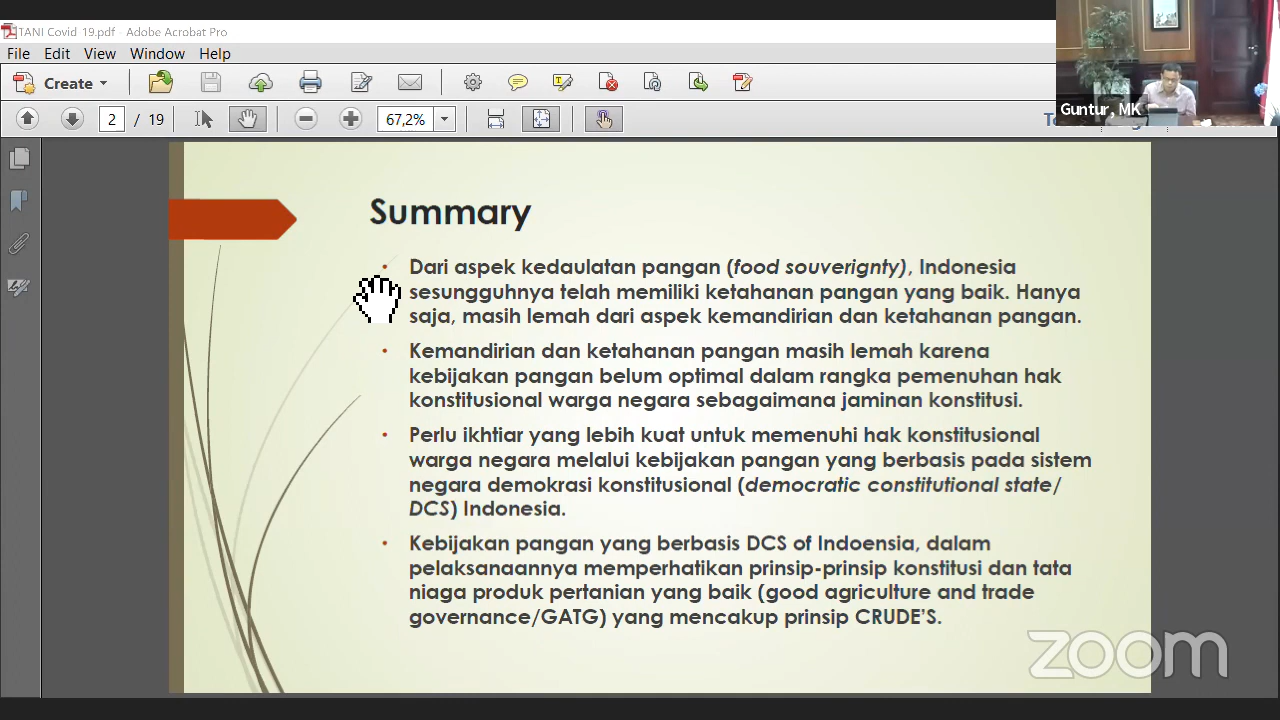 TANI Covid 19.pdf - Adobe Acrobat Pro
File Edit View Window Help
Create
2 / 19 67,2%
Guntur, MK
Summary
• Dari aspek kedaulatan pangan (food souverignty), Indonesia
sesungguhnya telah memiliki ketahanan pangan yang baik. Hanya
saja, masih lemah dari aspek kemandirian dan ketahanan pangan.
• Kemandirian dan ketahanan pangan masih lemah karena
kebijakan pangan belum optimal dalam rangka pemenuhan hak
konstitusional warga negara sebagaimana jaminan konstitusi.
• Perlu ikhtiar yang lebih kuat untuk memenuhi hak konstitusional
warga negara melalui kebijakan pangan yang berbasis pada sistem
negara demokrasi konstitusional (democratic constitutional state/
DCS) Indonesia.
• Kebijakan pangan yang berbasis DCS of Indoensia, dalam
pelaksanaannya memperhatikan prinsip-prinsip konstitusi dan tata
niaga produk pertanian yang baik (good agriculture and trade
governance/GATG) yang mencakup prinsip CRUDE'S.
zoom